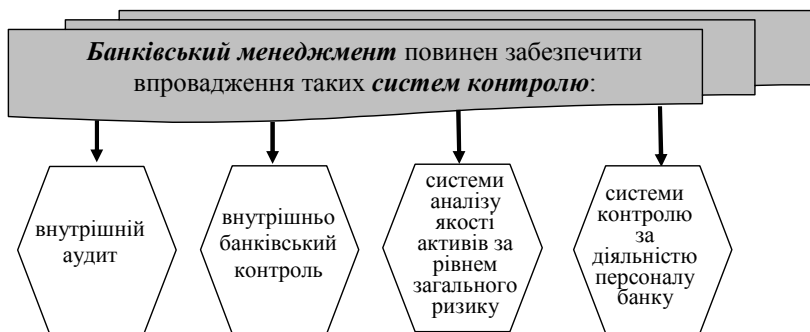 Банківський менеджмент повинен забезпечити
впровадження таких систем контролю:
внутрішній
аудит
внутрішньо
банківський
контроль
системи
аналізу
якості
активів за
рівнем
загального
ризику
системи
контролю
за
діяльністю
персоналу
банку